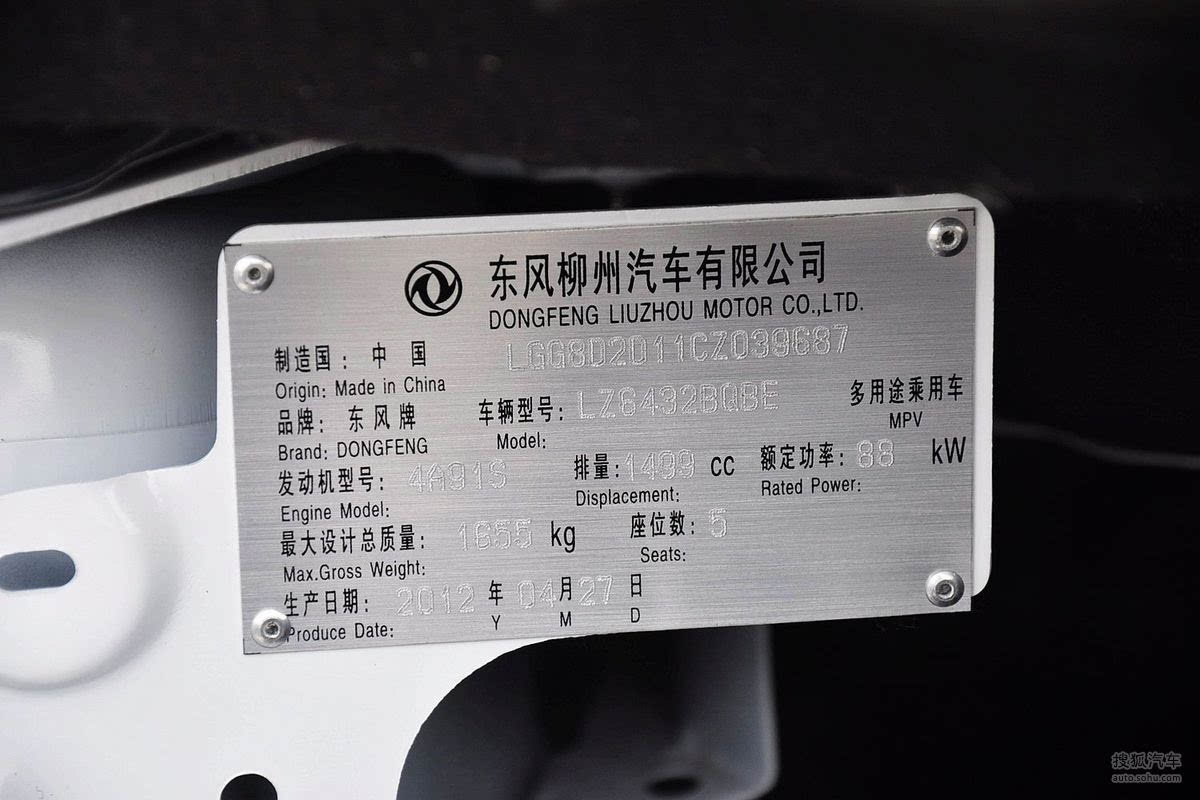 东风柳州汽车有限公司
DONGFENG LIUZHOU MOTOR CO.,LTD.
制造国：中 国 LGG8D2D11CZ039687
Origin: Made in China
品牌：东风牌 车辆型号：LZ6432BQBE 多用途乘用车
Brand: DONGFENG Model: MPV
发动机型号：4A91S 排量：1499 CC 额定功率：88 kW
Engine Model: Displacement: Rated Power:
最大设计总质量：1655 kg 座位数：5
Max.Gross Weight: Seats:
生产日期：2012 年 04 月 27 日
Produce Date: Y M D
搜狐汽车
auto.sohu.com